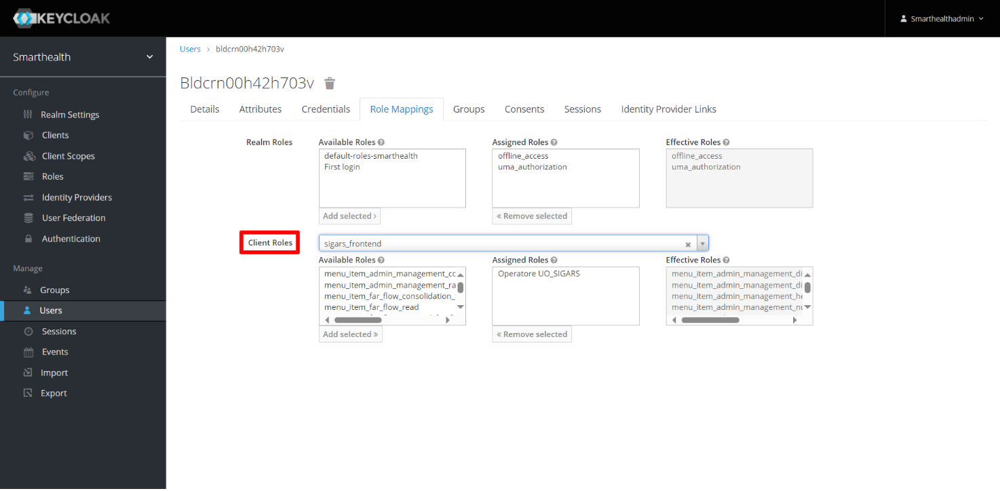 KEYCLOAK
Smarthealthadmin
Smarthealth
Configure
Realm Settings
Clients
Client Scopes
Roles
Identity Providers
User Federation
Authentication
Manage
Groups
Users
Sessions
Events
Import
Export
Users > bldcrn00h42h703v
Bldcrn00h42h703v
Details Attributes Credentials Role Mappings Groups Consents Sessions Identity Provider Links
Realm Roles
Available Roles
default-roles-smarthealth
First login
Add selected ›
Assigned Roles
offline_access
uma_authorization
« Remove selected
Effective Roles
offline_access
uma_authorization
Client Roles
sigars_frontend
Available Roles
menu_item_admin_management_cc
menu_item_admin_management_ra
menu_item_far_flow_consolidation_
menu_item_far_flow_read
Add selected »
Assigned Roles
Operatore UO_SIGARS
« Remove selected
Effective Roles
menu_item_admin_management_di
menu_item_admin_management_di
menu_item_admin_management_he
menu_item_admin_management_nu